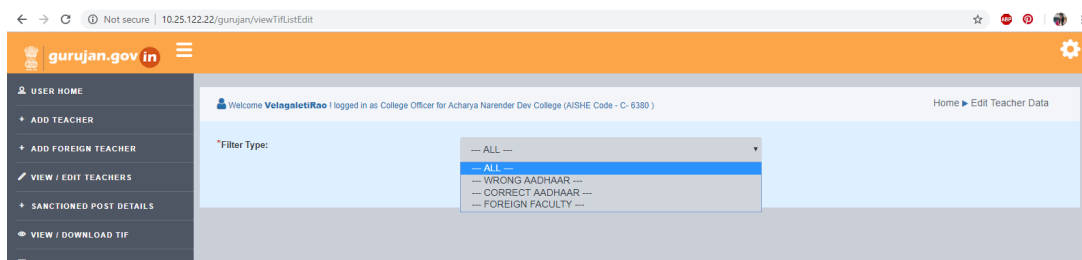 Not secure | 10.25.122.22/gurujan/viewTifListEdit
ABP
gurujan.gov in
USER HOME
Welcome VelagaletiRao ! logged in as College Officer for Acharya Narender Dev College (AISHE Code - C- 6380 )
Home ▶ Edit Teacher Data
+ ADD TEACHER
+ ADD FOREIGN TEACHER
*Filter Type:
--- ALL ---
--- ALL ---
--- WRONG AADHAAR ---
--- CORRECT AADHAAR ---
--- FOREIGN FACULTY ---
VIEW / EDIT TEACHERS
+ SANCTIONED POST DETAILS
VIEW / DOWNLOAD TIF